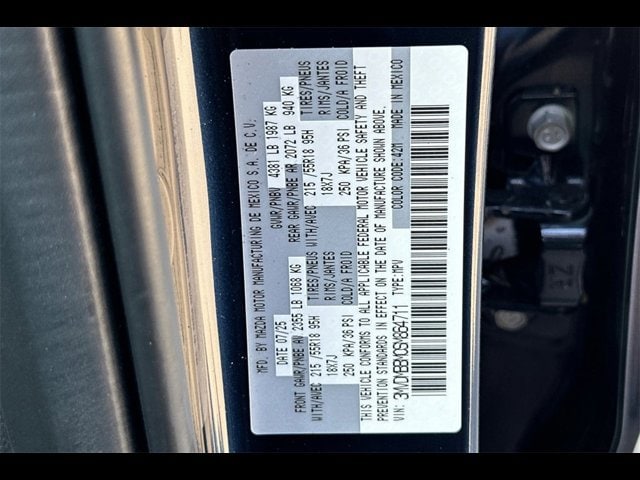 MFD. BY MAZDA MOTOR MANUFACTURING DE MEXICO S.A. DE C.V.
DATE 07/25 GVWR/PNBV 4381 LB 1987 KG
FRONT GAWR/PNBE AV 2355 LB 1068 KG REAR GAWR/PNBE AR 2072 LB 940 KG
WITH/AVEC 215/55R18 95H TIRES/PNEUS WITH/AVEC 215/55R18 95H TIRES/PNEUS
18X7J RIMS/JANTES 18X7J RIMS/JANTES
250 KPA/36 PSI COLD/A FROID 250 KPA/36 PSI COLD/A FROID
THIS VEHICLE CONFORMS TO ALL APPLICABLE FEDERAL MOTOR VEHICLE SAFETY AND THEFT
PREVENTION STANDARDS IN EFFECT ON THE DATE OF MANUFACTURE SHOWN ABOVE.
TYPE:MPV COLOR CODE:42M MADE IN MEXICO
VIN: